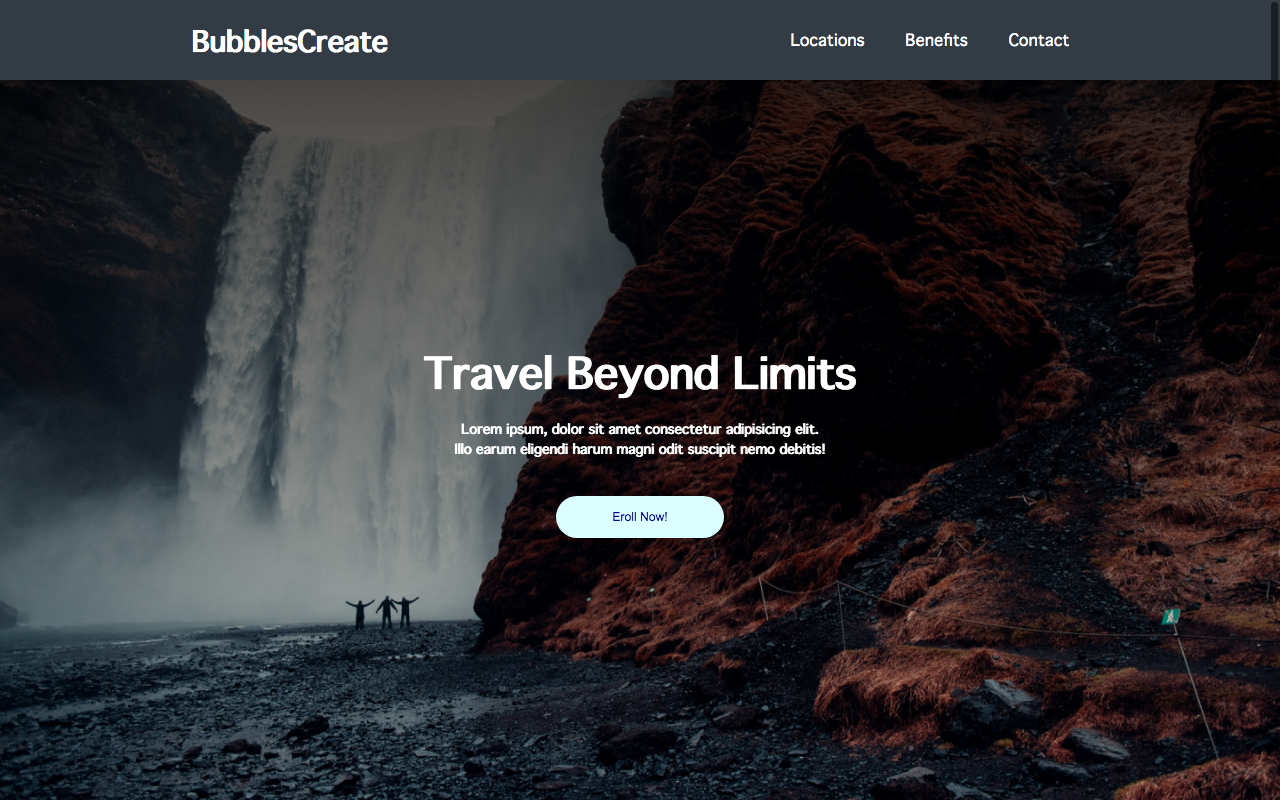 BubblesCreate
Locations
Benefits
Contact
Travel Beyond Limits
Lorem ipsum, dolor sit amet consectetur adipisicing elit.
Illo earum eligendi harum magni odit suscipit nemo debitis!
Eroll Now!